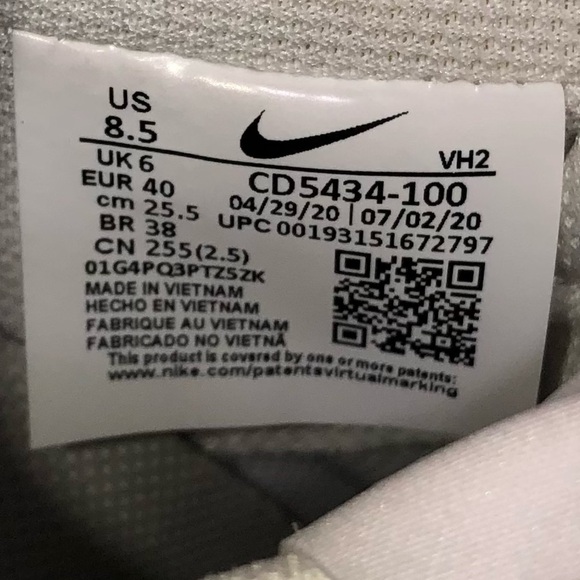 US
8.5
UK 6
EUR 40
cm 25.5
BR 38
CN 255(2.5)
VH2
CD5434-100
04/29/20 | 07/02/20
UPC 00193151672797
01G4PQ3PTZ5ZK
MADE IN VIETNAM
HECHO EN VIETNAM
FABRIQUE AU VIETNAM
FABRICADO NO VIETNÃ
This product is covered by one or more patents:
www.nike.com/patentsvirtualmarking